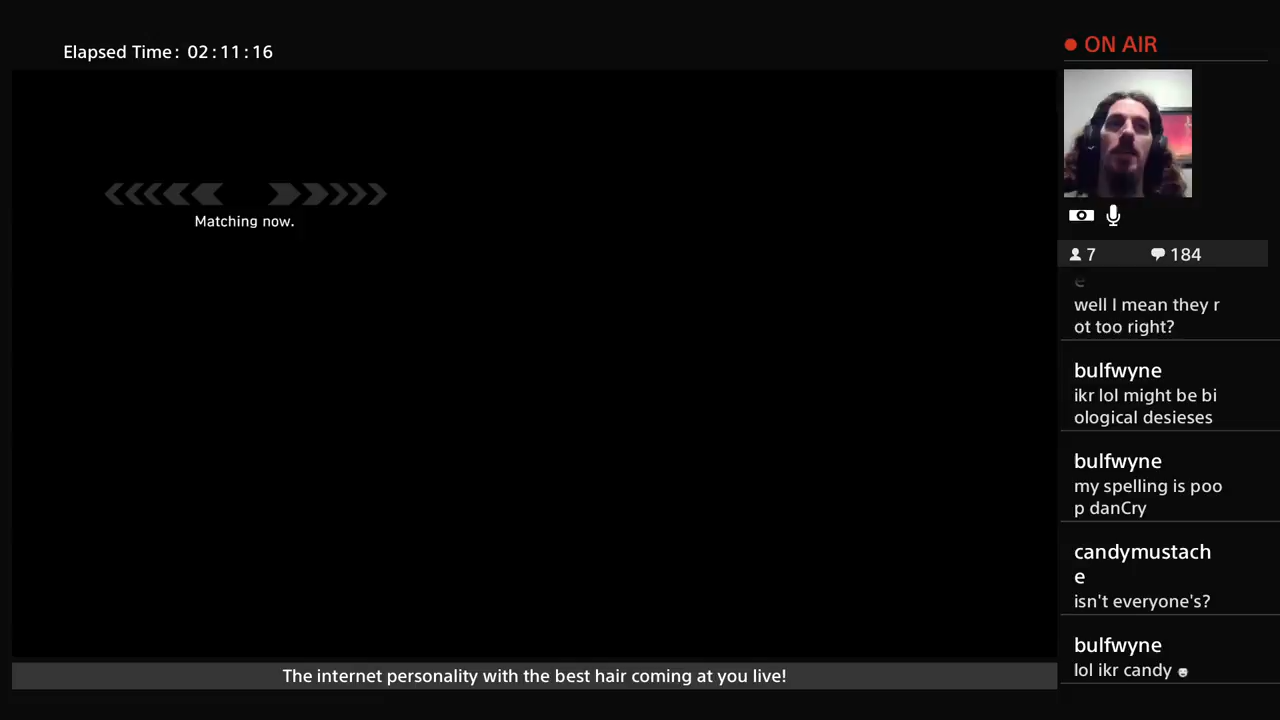 Elapsed Time: 02:11:16
ON AIR
7 184
e
well I mean they r
ot too right?
bulfwyne
ikr lol might be bi
ological desieses
bulfwyne
my spelling is poo
p danCry
candymustach
e
isn't everyone's?
bulfwyne
lol ikr candy
Matching now.
The internet personality with the best hair coming at you live!